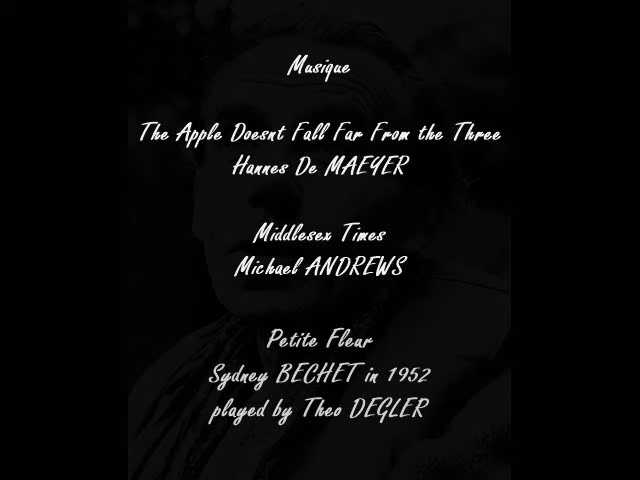 Musique
The Apple Doesnt Fall Far From the Three
Hannes De MAEYER
Middlesex Times
Michael ANDREWS
Petite Fleur
Sydney BECHET in 1952
played by Theo DEGLER